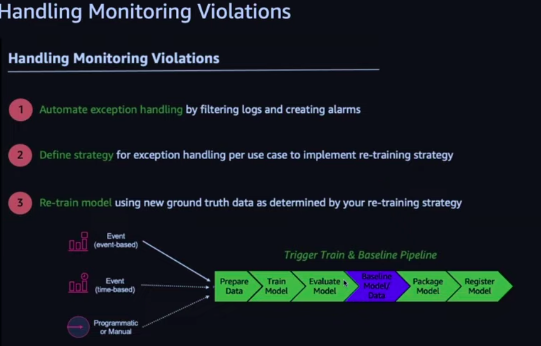 Handling Monitoring Violations
Handling Monitoring Violations
1 Automate exception handling by filtering logs and creating alarms
2 Define strategy for exception handling per use case to implement re-training strategy
3 Re-train model using new ground truth data as determined by your re-training strategy
Event
(event-based)
Trigger Train & Baseline Pipeline
Event
(time-based)
Prepare
Data
Train
Model
Evaluate
Model
Baseline
Model/
Data
Package
Model
Register
Model
Programmatic
or Manual